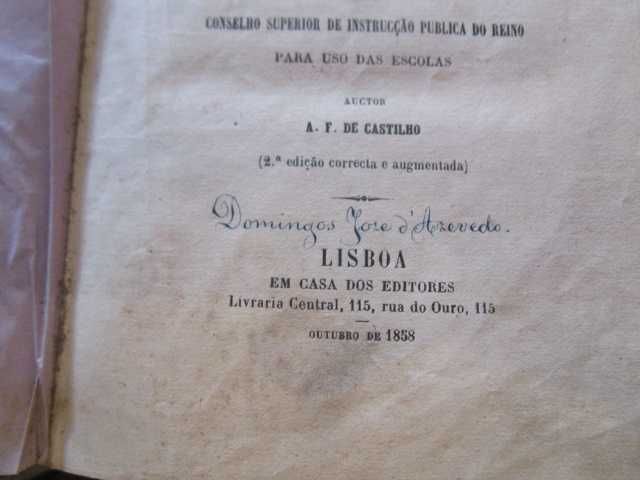 CONSELHO SUPERIOR DE INSTRUCÇÃO PUBLICA DO REINO
PARA USO DAS ESCOLAS
AUCTOR
A. F. DE CASTILHO
(2.ª edição correcta e augmentada)
Domingos Jose d'Azevedo.
LISBOA
EM CASA DOS EDITORES
Livraria Central, 115, rua do Ouro, 115
OUTUBRO DE 1858